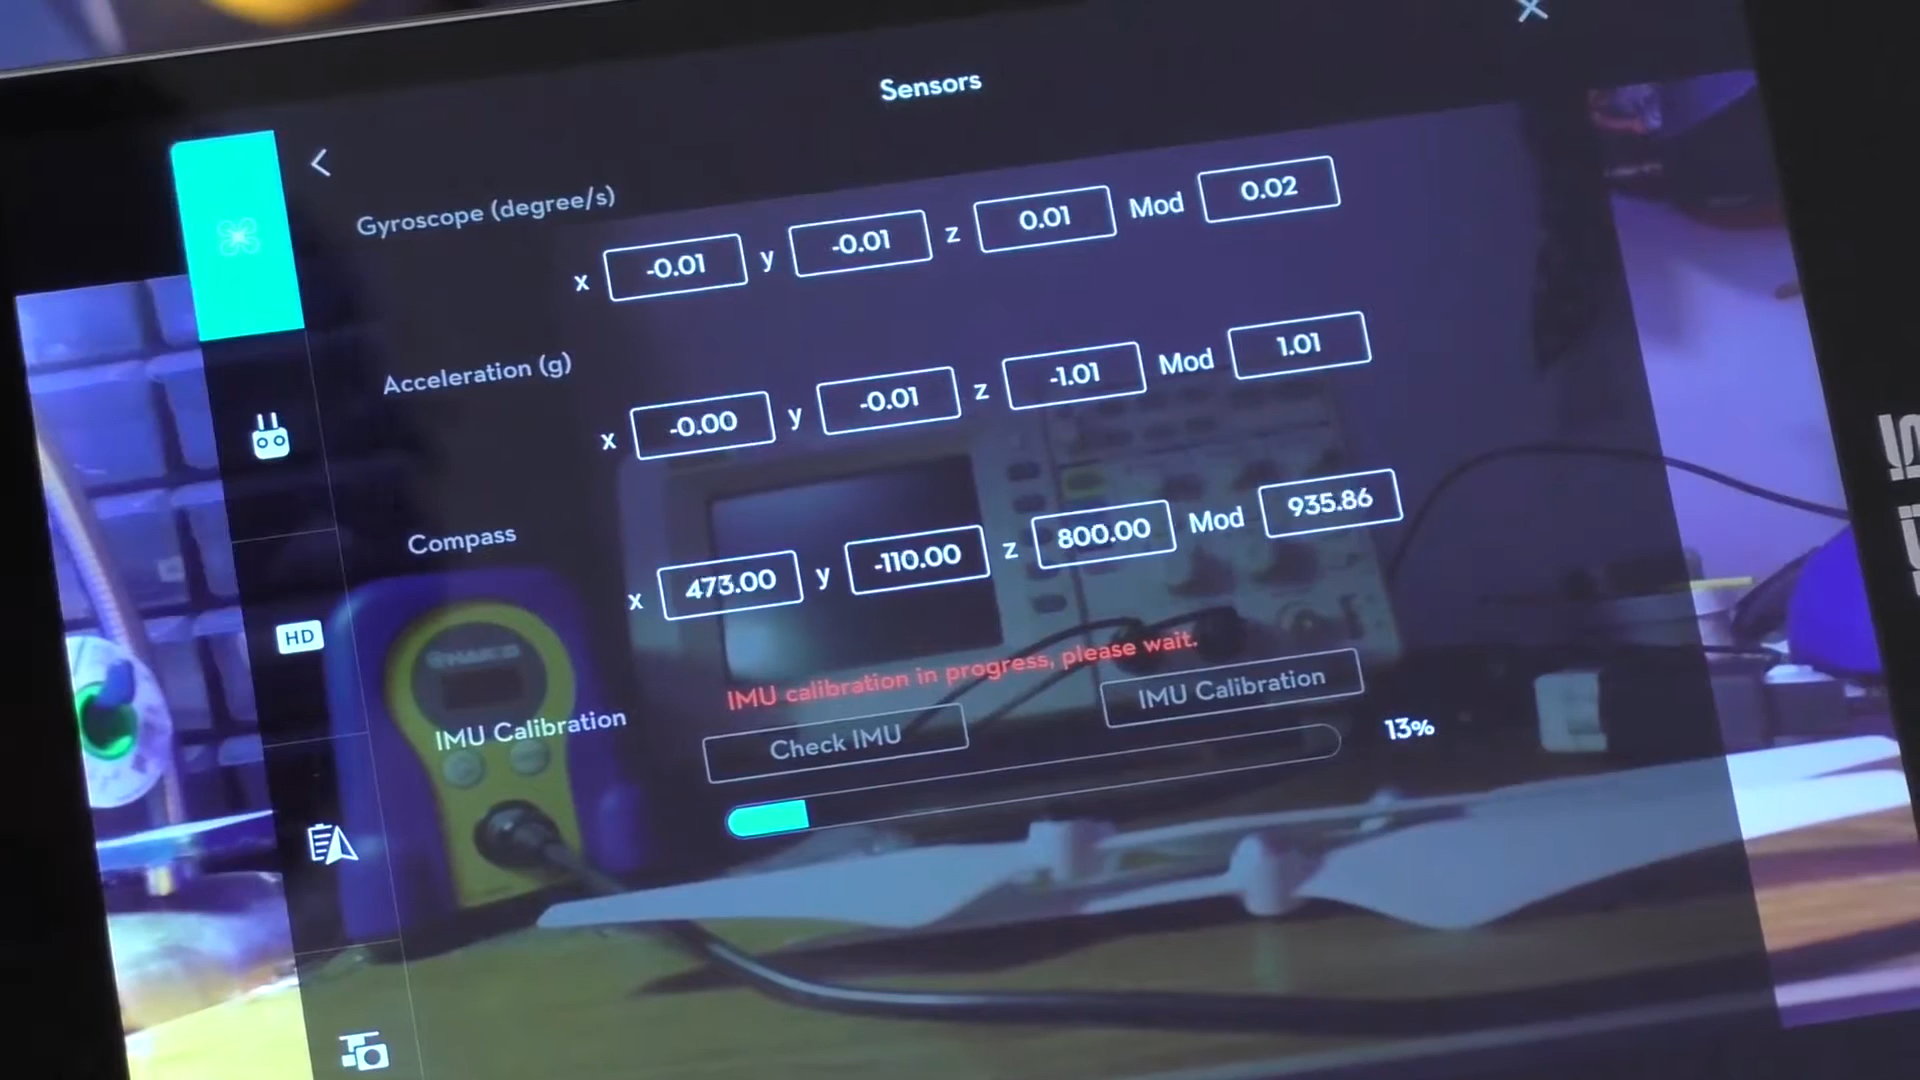 Sensors
Gyroscope (degree/s)
x -0.01 y -0.01 z 0.01 Mod 0.02
Acceleration (g)
x -0.00 y -0.01 z -1.01 Mod 1.01
Compass
x 473.00 y -110.00 z 800.00 Mod 935.86
IMU calibration in progress, please wait.
IMU Calibration Check IMU IMU Calibration
13%
HD